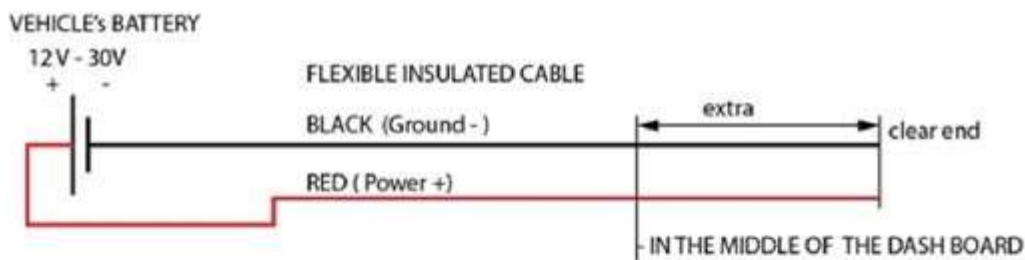 VEHICLE's BATTERY
12V - 30V
+ -
FLEXIBLE INSULATED CABLE
BLACK (Ground - )
extra
clear end
RED ( Power +)
- IN THE MIDDLE OF THE DASH BOARD